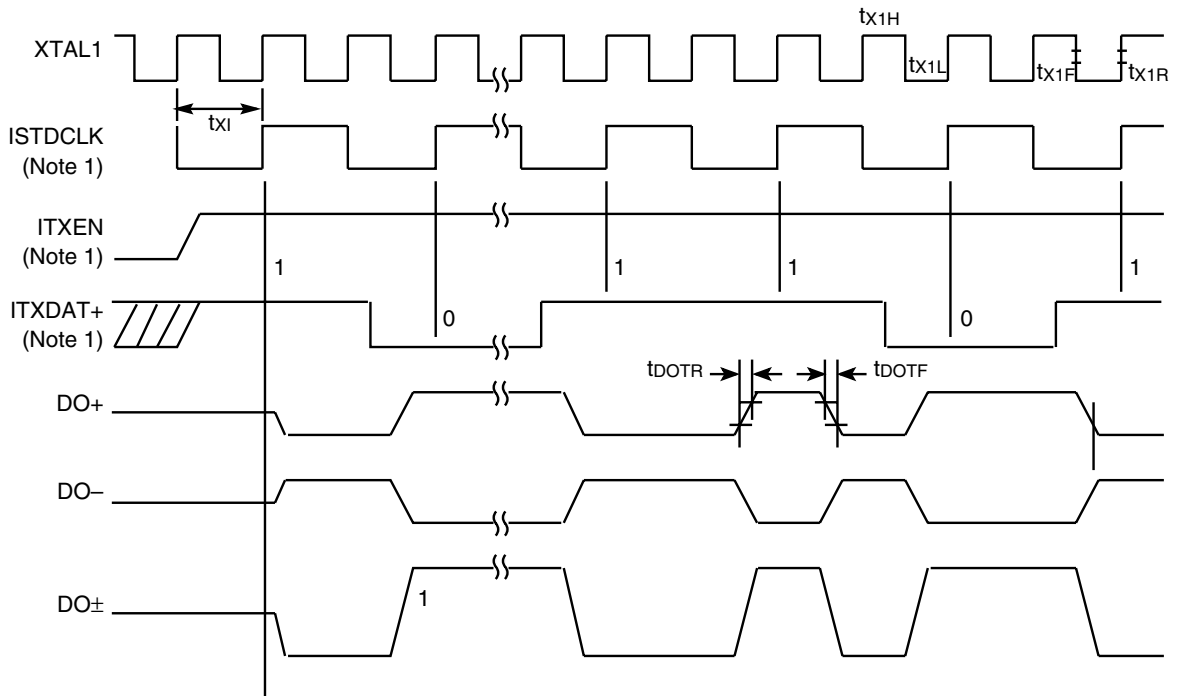 tX1H
XTAL1
tX1L
tX1F
tX1R
tXI
ISTDCLK
(Note 1)
ITXEN
(Note 1)
1
1
1
1
ITXDAT+
(Note 1)
0
0
tDOTR
tDOTF
DO+
DO–
DO±
1